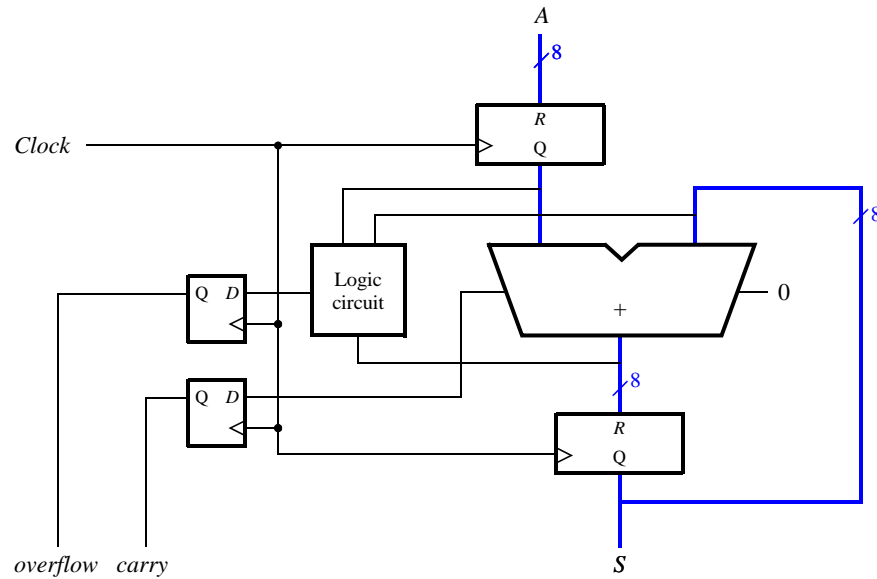 A
8
R
Q
Clock
8
Logic
circuit
Q D
0
+
8
Q D
R
Q
overflow carry
S